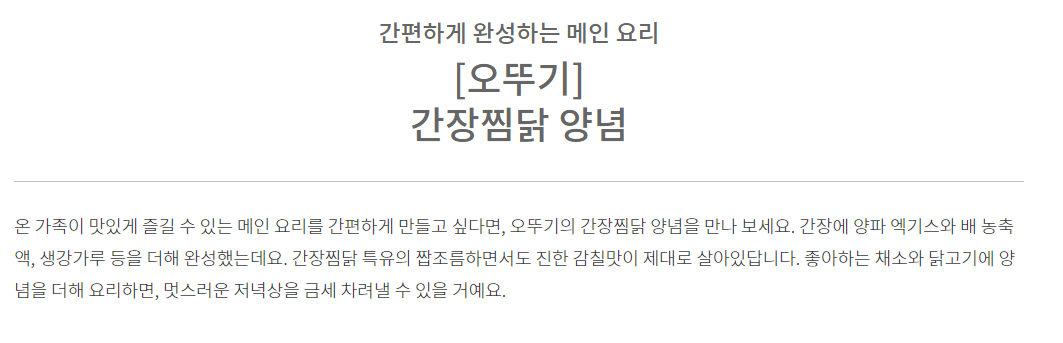 간편하게 완성하는 메인 요리
[오뚜기]
간장찜닭 양념
온 가족이 맛있게 즐길 수 있는 메인 요리를 간편하게 만들고 싶다면, 오뚜기의 간장찜닭 양념을 만나 보세요. 간장에 양파 엑기스와 배 농축
액, 생강가루 등을 더해 완성했는데요. 간장찜닭 특유의 짭조름하면서도 진한 감칠맛이 제대로 살아있답니다. 좋아하는 채소와 닭고기에 양
념을 더해 요리하면, 멋스러운 저녁상을 금세 차려낼 수 있을 거예요.